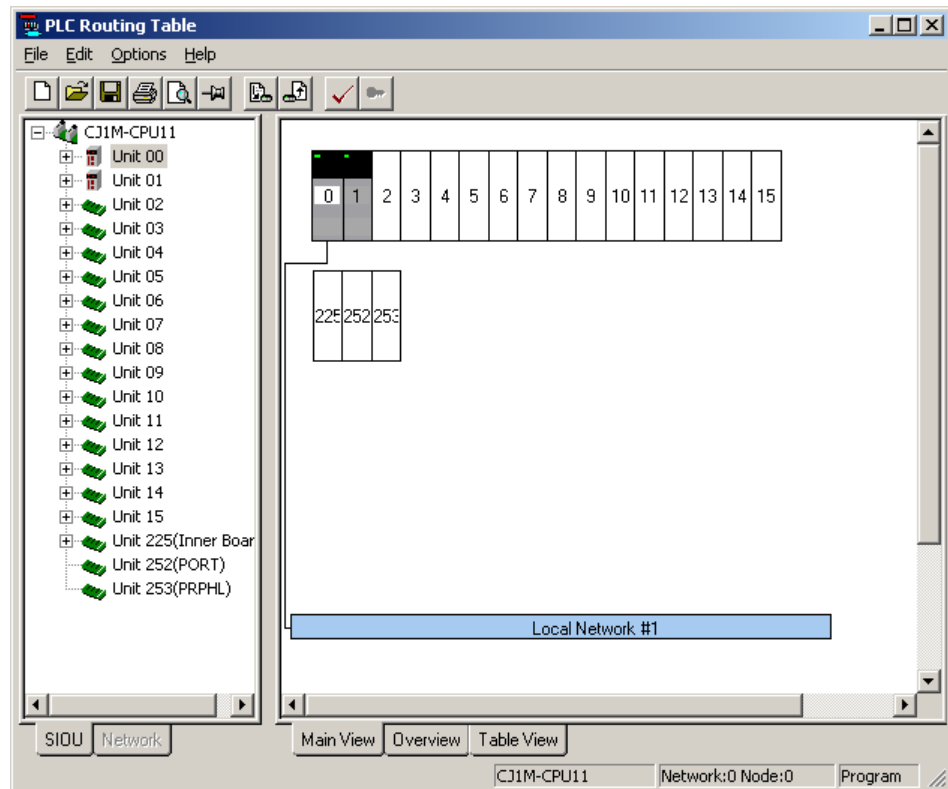 PLC Routing Table
File Edit Options Help
CJ1M-CPU11
Unit 00
Unit 01
Unit 02
Unit 03
Unit 04
Unit 05
Unit 06
Unit 07
Unit 08
Unit 09
Unit 10
Unit 11
Unit 12
Unit 13
Unit 14
Unit 15
Unit 225(Inner Boar
Unit 252(PORT)
Unit 253(PRPHL)
SIOU Network
0 1 2 3 4 5 6 7 8 9 10 11 12 13 14 15
225 252 253
Local Network #1
Main View Overview Table View
CJ1M-CPU11 Network:0 Node:0 Program